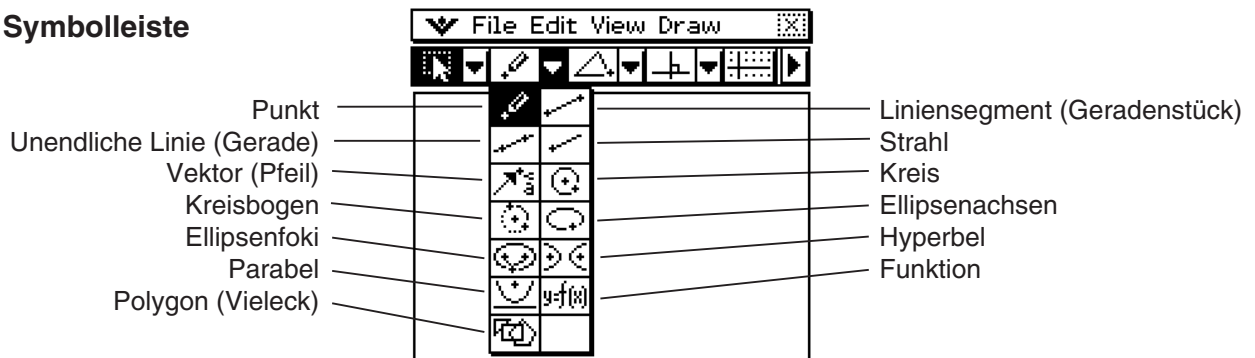 Symbolleiste
File Edit View Draw
Punkt
Liniensegment (Geradenstück)
Unendliche Linie (Gerade)
Strahl
Vektor (Pfeil)
Kreis
Kreisbogen
Ellipsenachsen
Ellipsenfoki
Hyperbel
Parabel
Funktion
y=f(x)
Polygon (Vieleck)